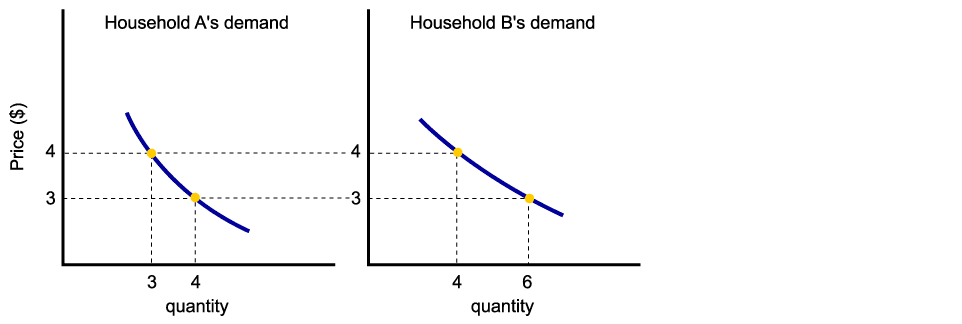 Household A's demand
Household B's demand
Price ($)
4
4
3
3
3 4
4 6
quantity
quantity